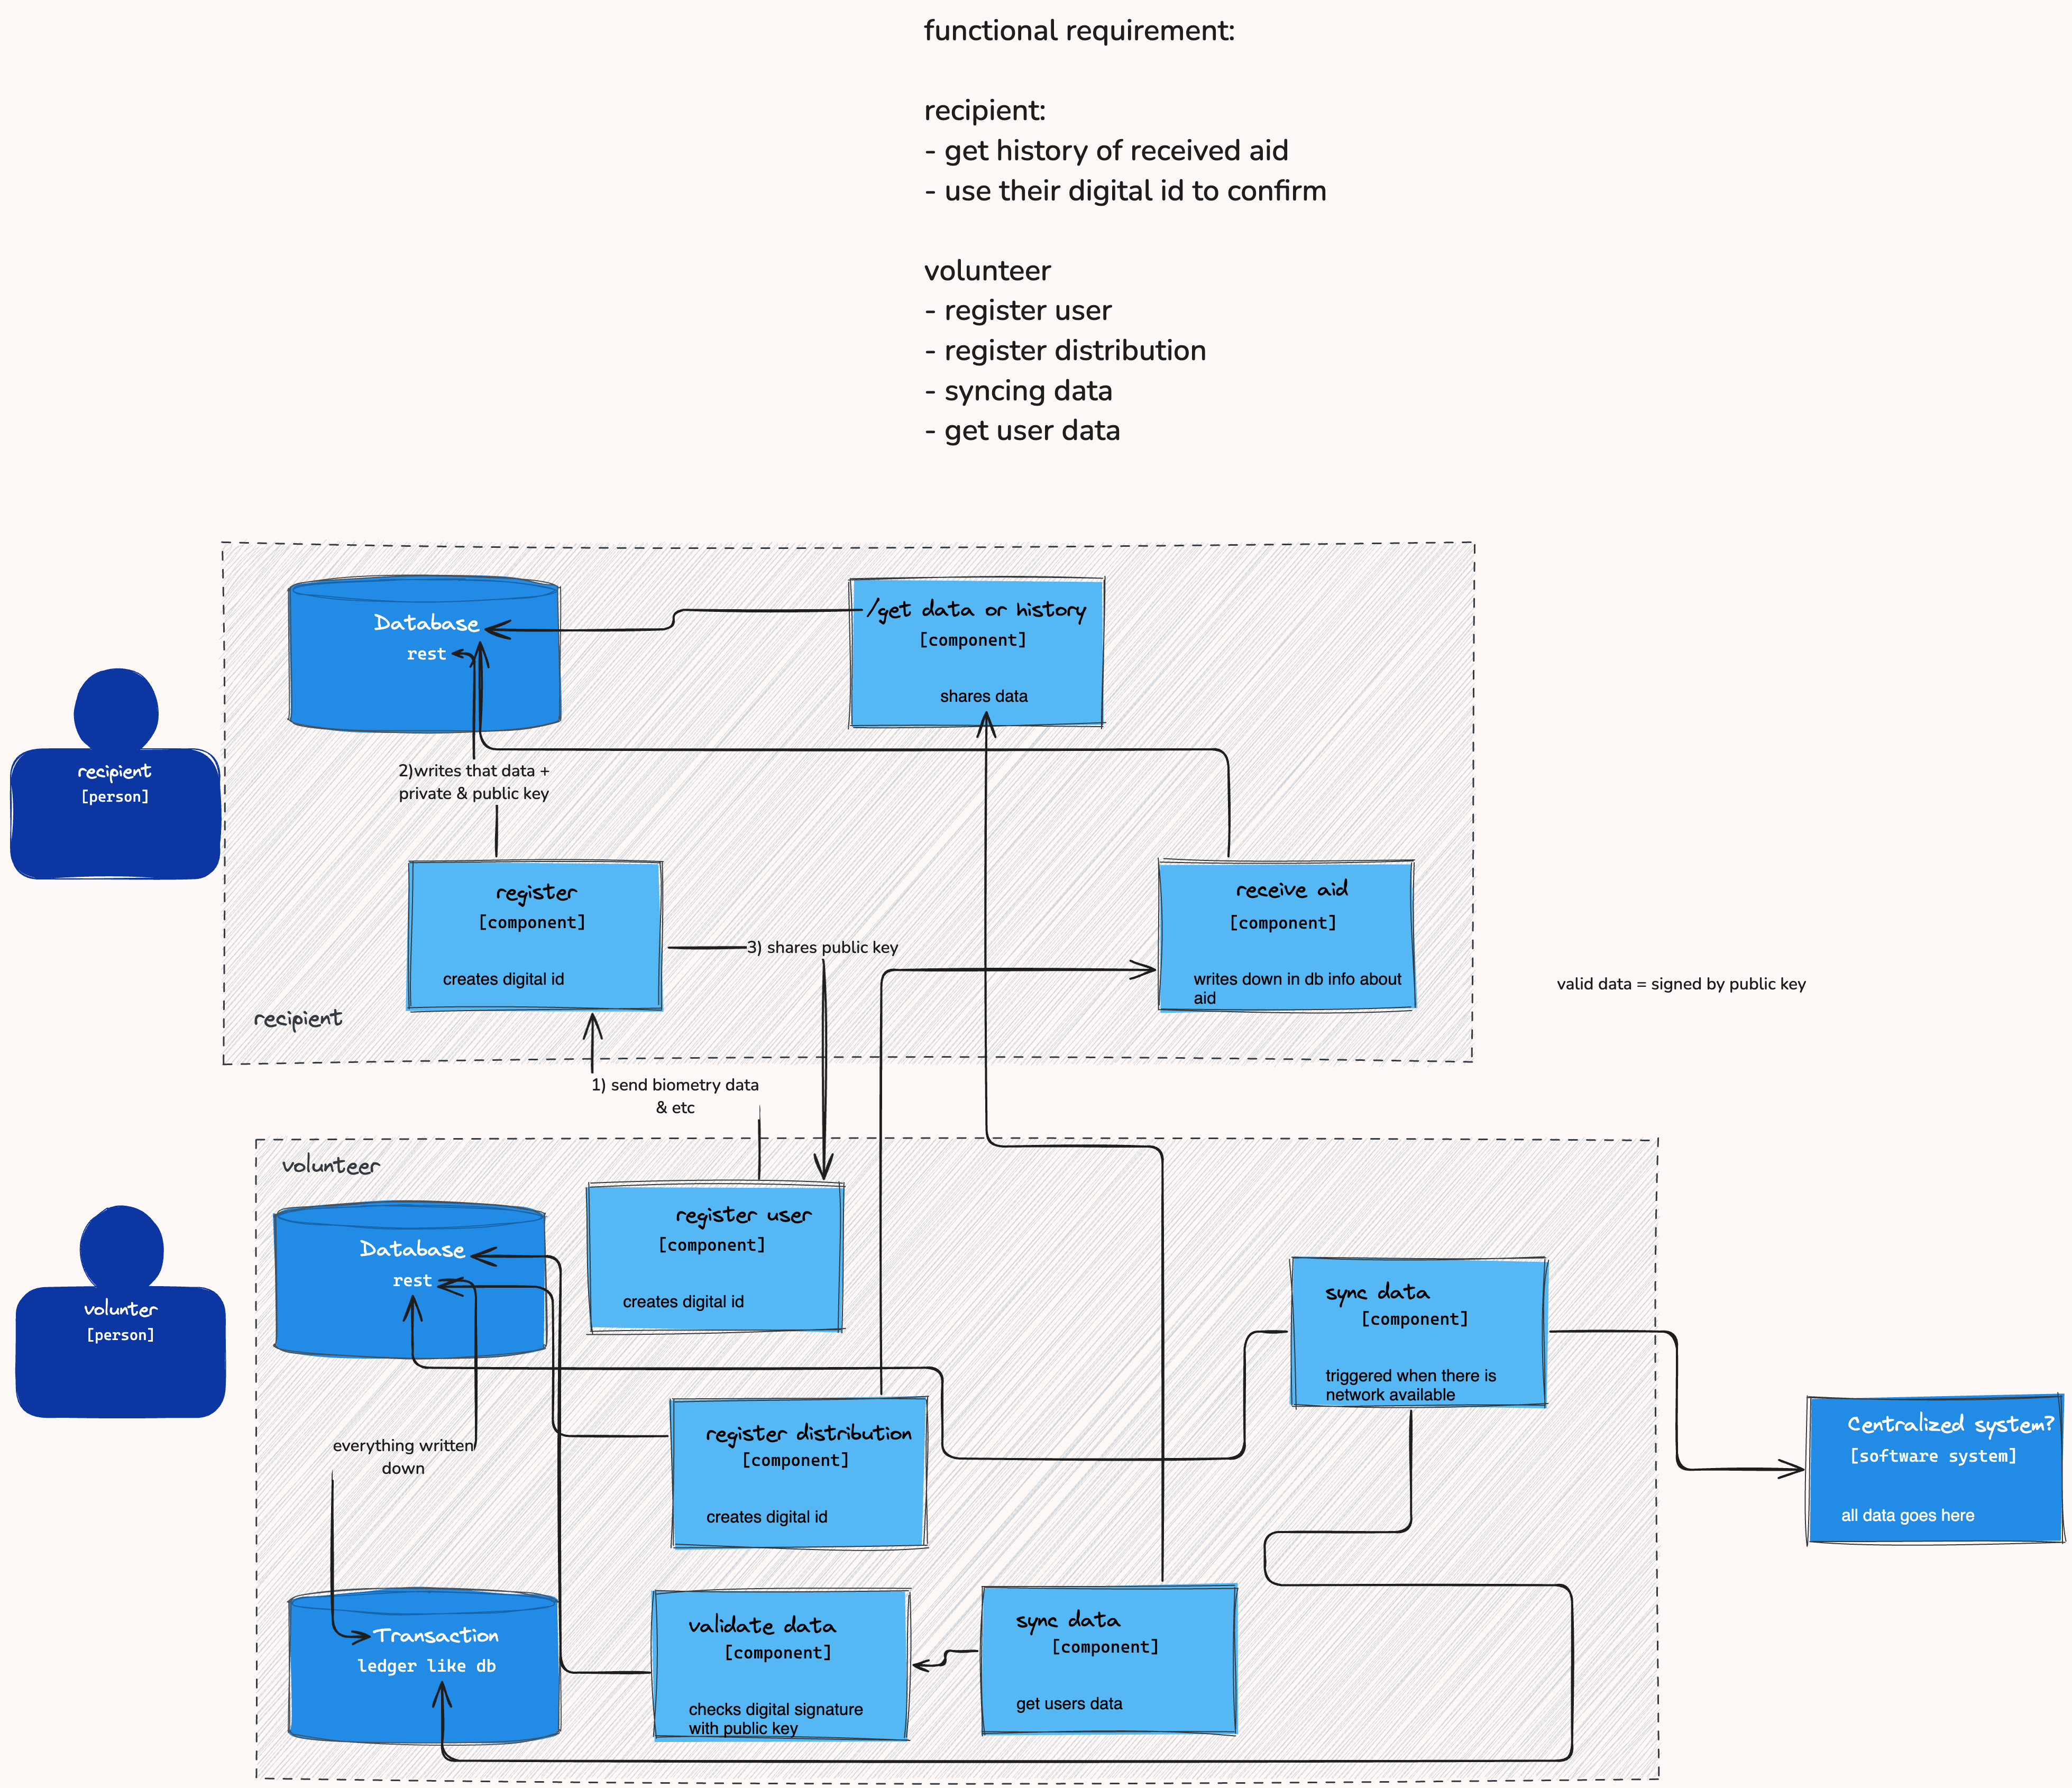 functional requirement:
recipient:
- get history of received aid
- use their digital id to confirm
volunteer
- register user
- register distribution
- syncing data
- get user data
Database
rest
/get data or history
[component]
shares data
recipient
[person]
2)writes that data +
private & public key
register
[component]
creates digital id
3) shares public key
receive aid
[component]
writes down in db info about
aid
valid data = signed by public key
recipient
1) send biometry data
& etc
volunteer
register user
[component]
creates digital id
Database
rest
volunter
[person]
sync data
[component]
triggered when there is
network available
register distribution
[component]
creates digital id
everything written
down
Centralized system?
[software system]
all data goes here
Transaction
ledger like db
validate data
[component]
checks digital signature
with public key
sync data
[component]
get users data